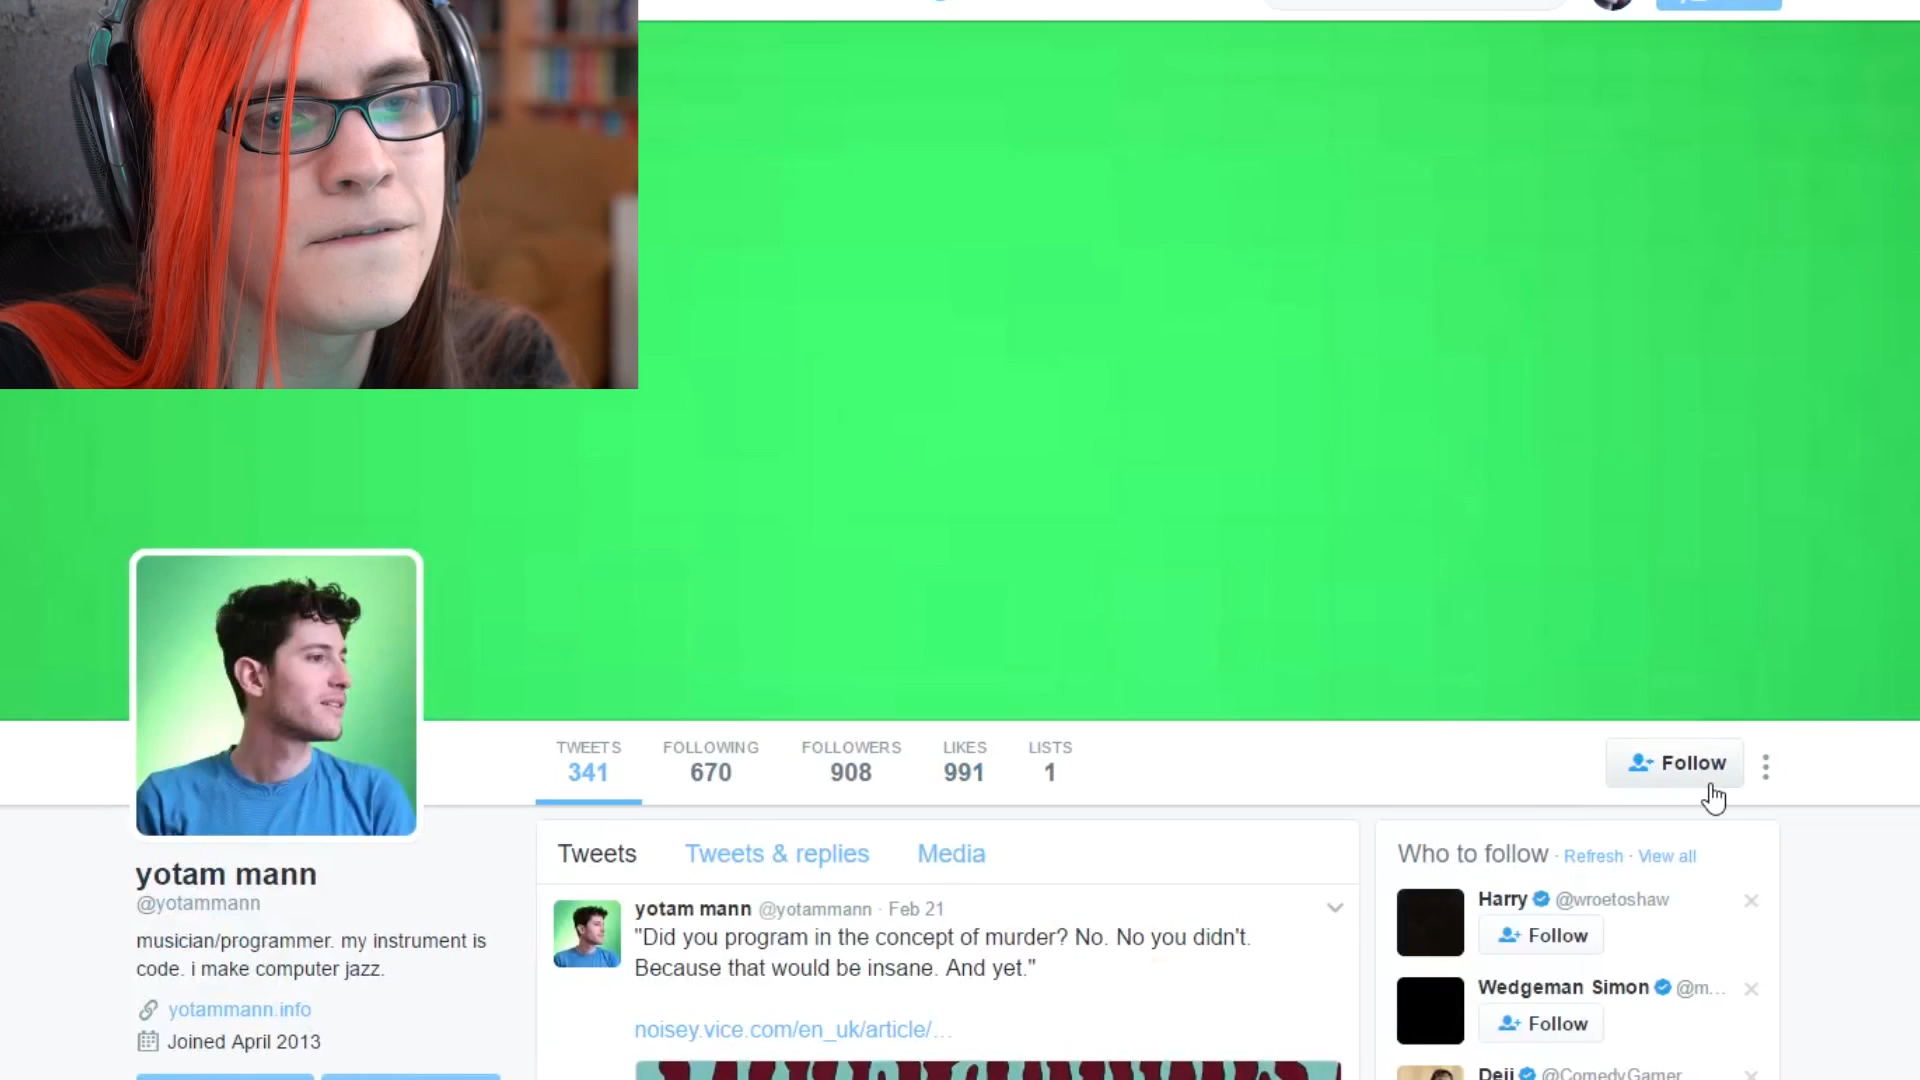 TWEETS FOLLOWING FOLLOWERS LIKES LISTS
341 670 908 991 1
Follow
yotam mann
@yotammann
musician/programmer. my instrument is
code. i make computer jazz.
yotammann.info
Joined April 2013
Tweets Tweets & replies Media
yotam mann @yotammann · Feb 21
"Did you program in the concept of murder? No. No you didn't.
Because that would be insane. And yet."
noisey.vice.com/en_uk/article/...
Who to follow · Refresh · View all
Harry @wroetoshaw
Follow
Wedgeman Simon @m...
Follow
Deji @ComedyGamer